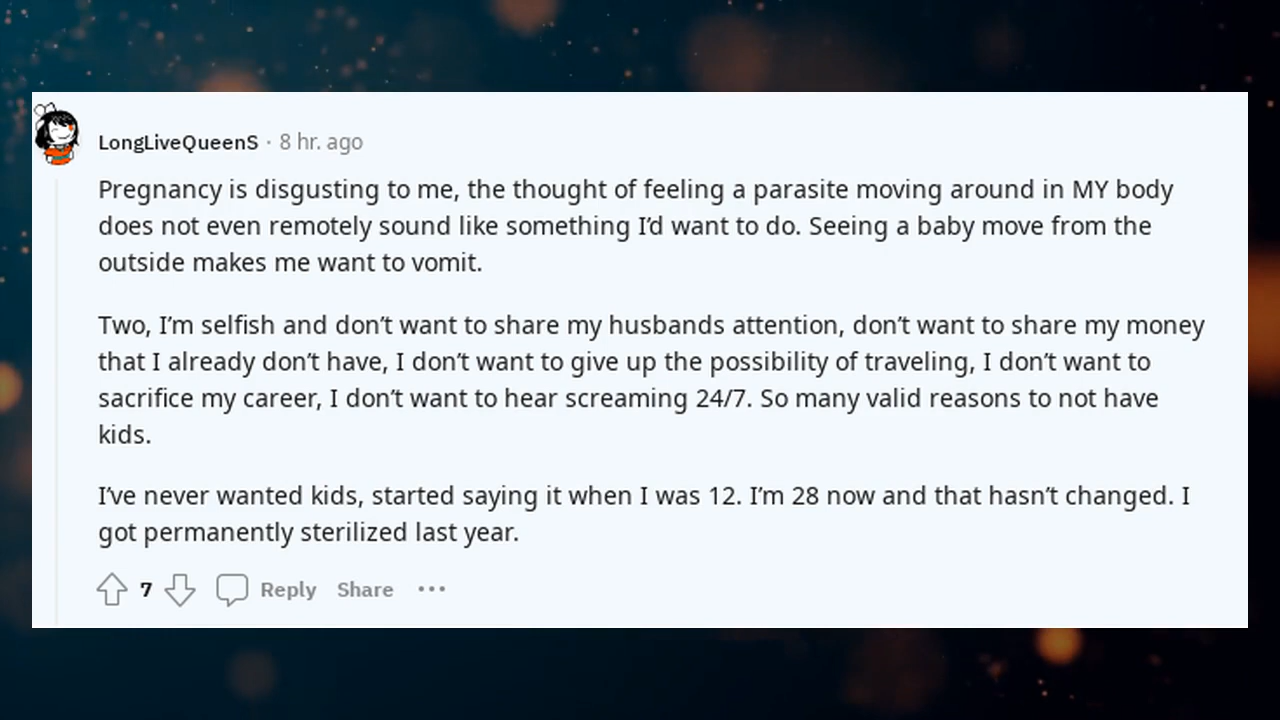 LongLiveQueenS · 8 hr. ago
Pregnancy is disgusting to me, the thought of feeling a parasite moving around in MY body
does not even remotely sound like something I’d want to do. Seeing a baby move from the
outside makes me want to vomit.
Two, I’m selfish and don’t want to share my husbands attention, don’t want to share my money
that I already don’t have, I don’t want to give up the possibility of traveling, I don’t want to
sacrifice my career, I don’t want to hear screaming 24/7. So many valid reasons to not have
kids.
I’ve never wanted kids, started saying it when I was 12. I’m 28 now and that hasn’t changed. I
got permanently sterilized last year.
7 Reply Share ···